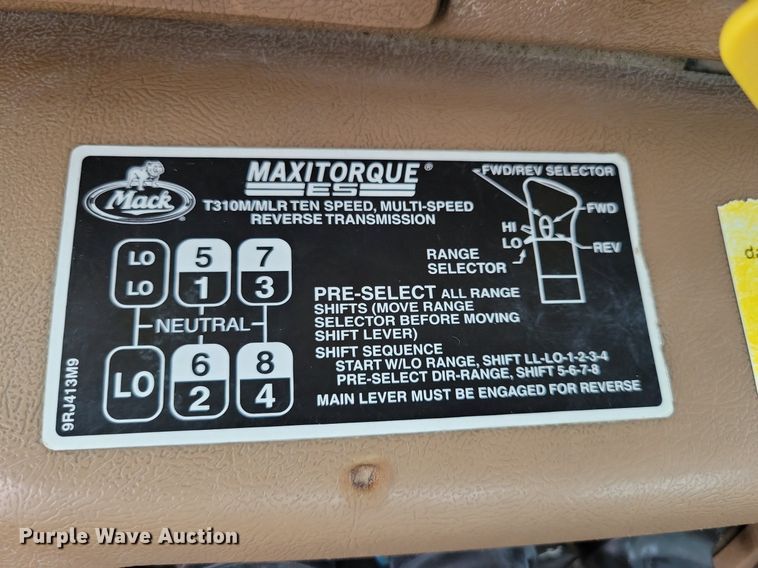 Mack
MAXITORQUE®
ES
T310M/MLR TEN SPEED, MULTI-SPEED
REVERSE TRANSMISSION
FWD/REV SELECTOR
FWD
HI
LO
REV
RANGE
SELECTOR
LO
LO
5
1
7
3
NEUTRAL
LO
6
2
8
4
PRE-SELECT ALL RANGE
SHIFTS (MOVE RANGE
SELECTOR BEFORE MOVING
SHIFT LEVER)
SHIFT SEQUENCE
START W/LO RANGE, SHIFT LL-LO-1-2-3-4
PRE-SELECT DIR-RANGE, SHIFT 5-6-7-8
MAIN LEVER MUST BE ENGAGED FOR REVERSE
9RJ413M9
da
Purple Wave Auction